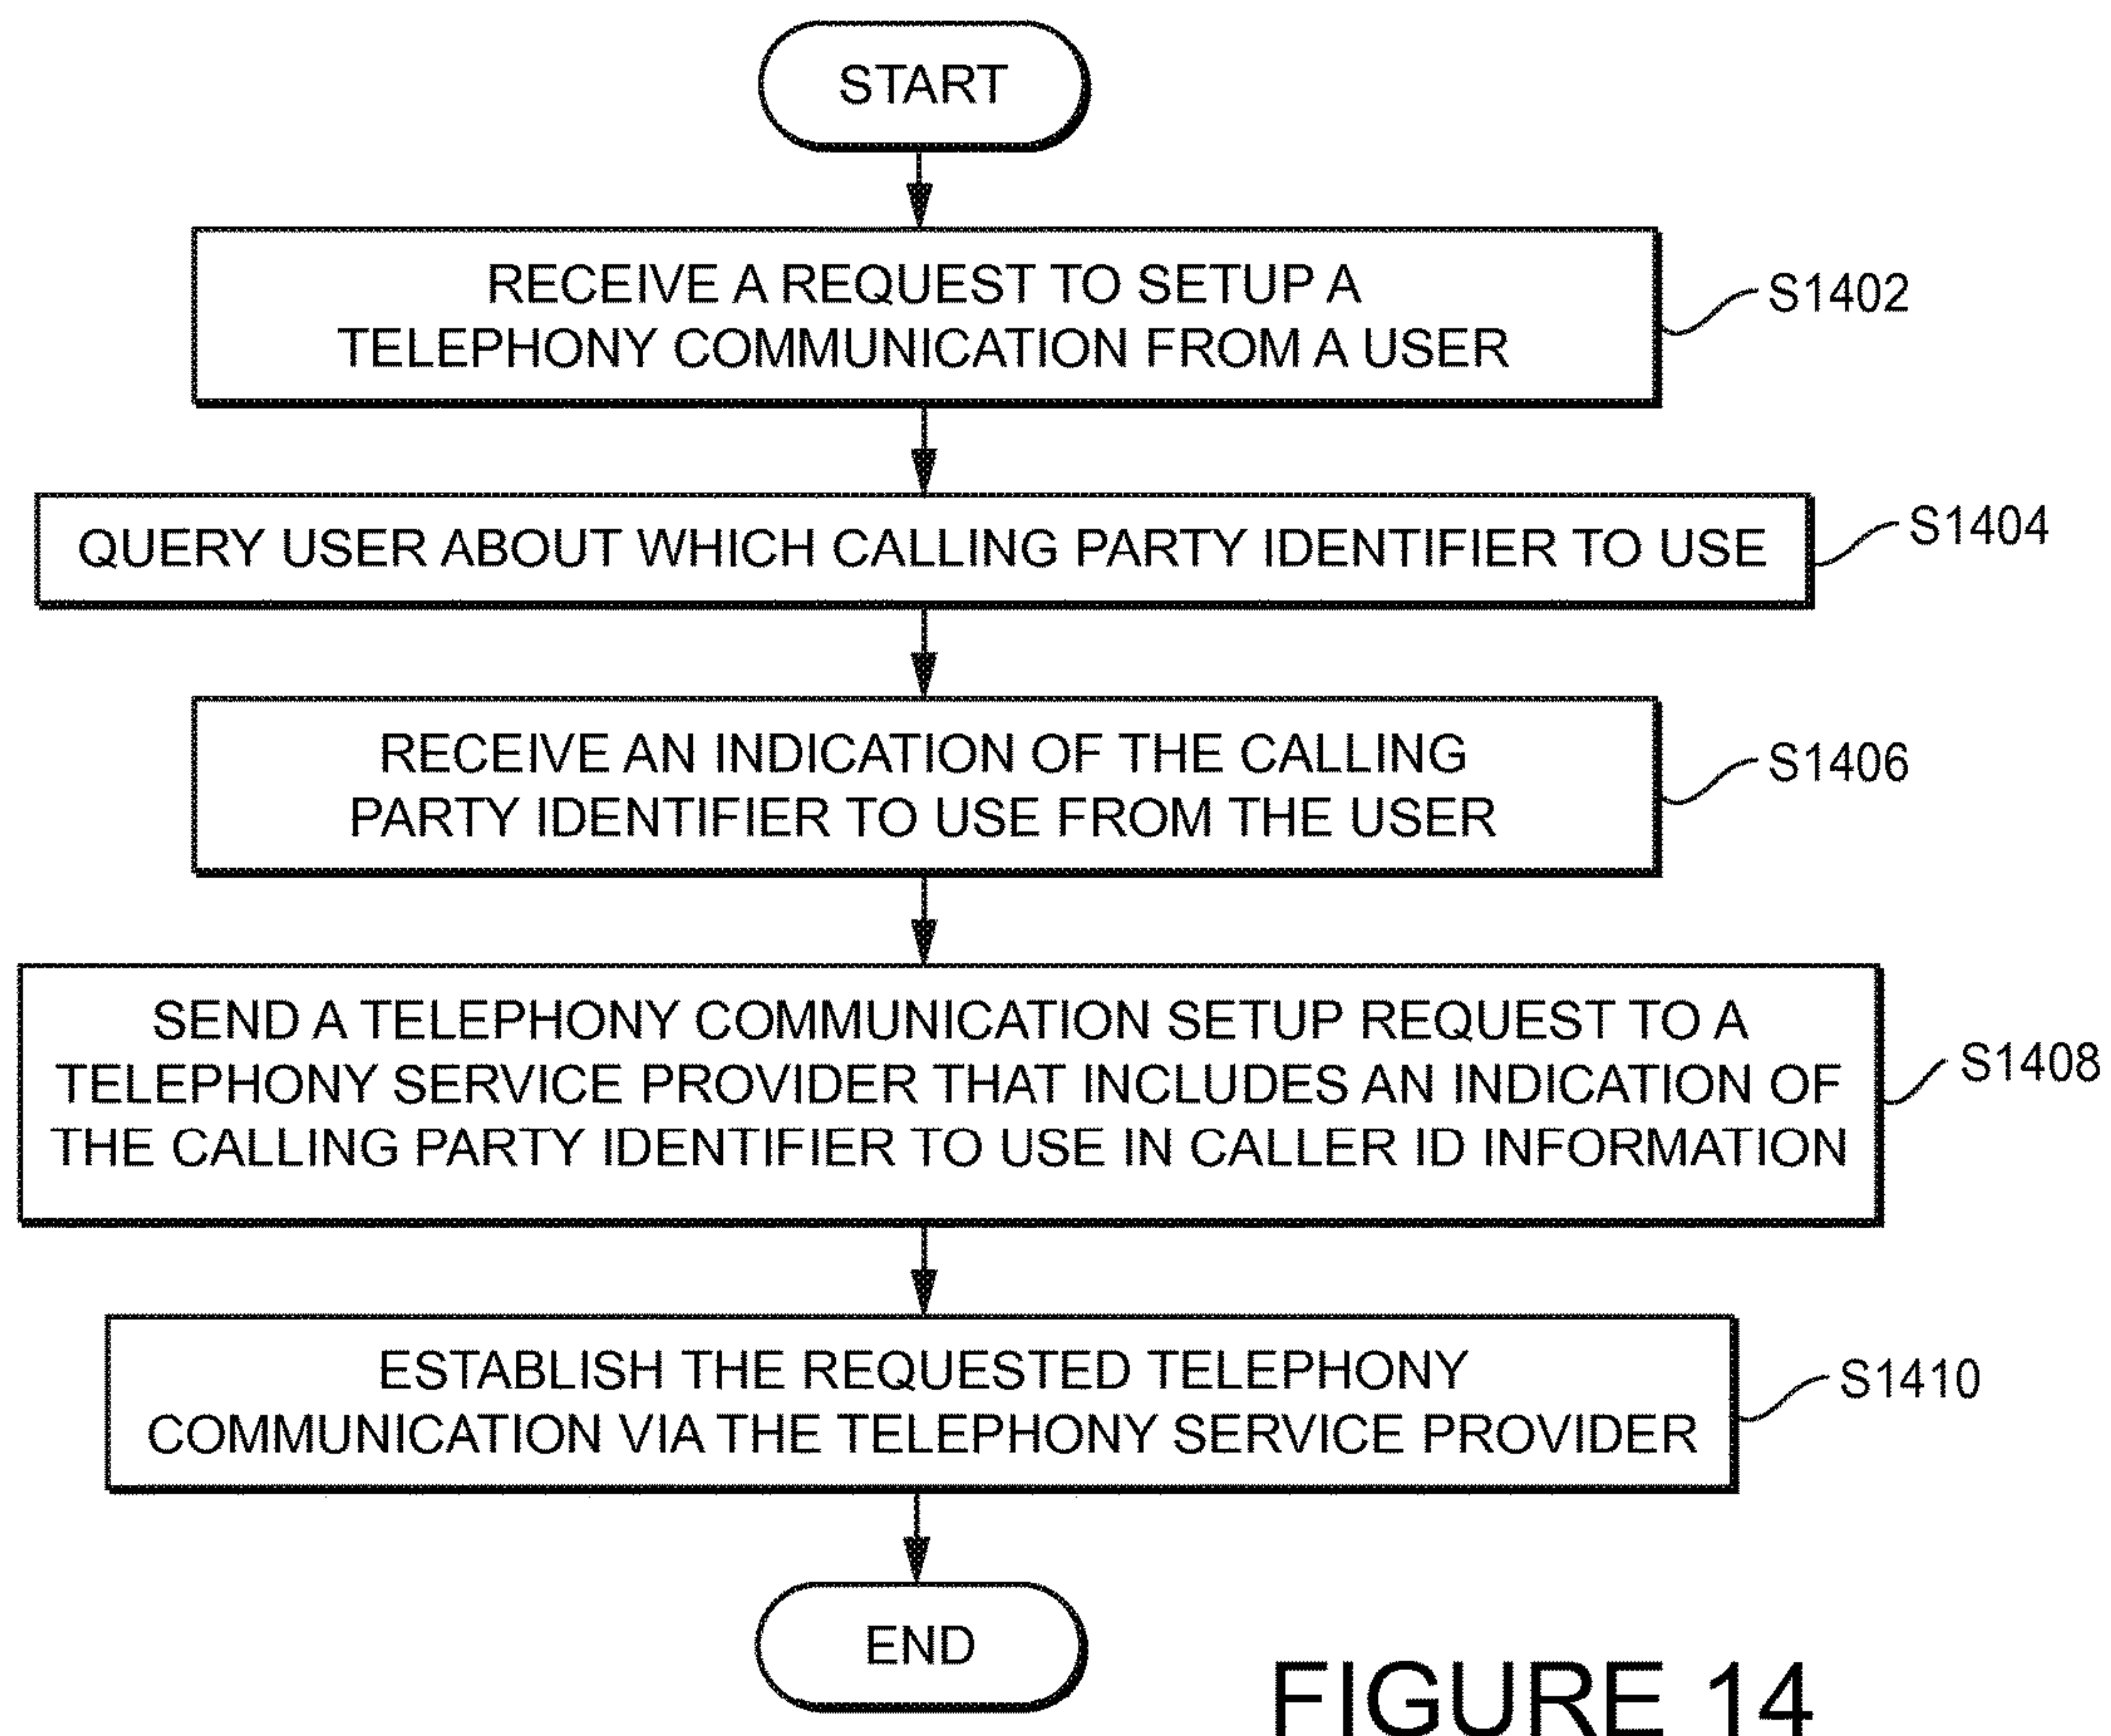 START
RECEIVE A REQUEST TO SETUP A
TELEPHONY COMMUNICATION FROM A USER
S1402
QUERY USER ABOUT WHICH CALLING PARTY IDENTIFIER TO USE
S1404
RECEIVE AN INDICATION OF THE CALLING
PARTY IDENTIFIER TO USE FROM THE USER
S1406
SEND A TELEPHONY COMMUNICATION SETUP REQUEST TO A
TELEPHONY SERVICE PROVIDER THAT INCLUDES AN INDICATION OF
THE CALLING PARTY IDENTIFIER TO USE IN CALLER ID INFORMATION
S1408
ESTABLISH THE REQUESTED TELEPHONY
COMMUNICATION VIA THE TELEPHONY SERVICE PROVIDER
S1410
END
FIGURE 14